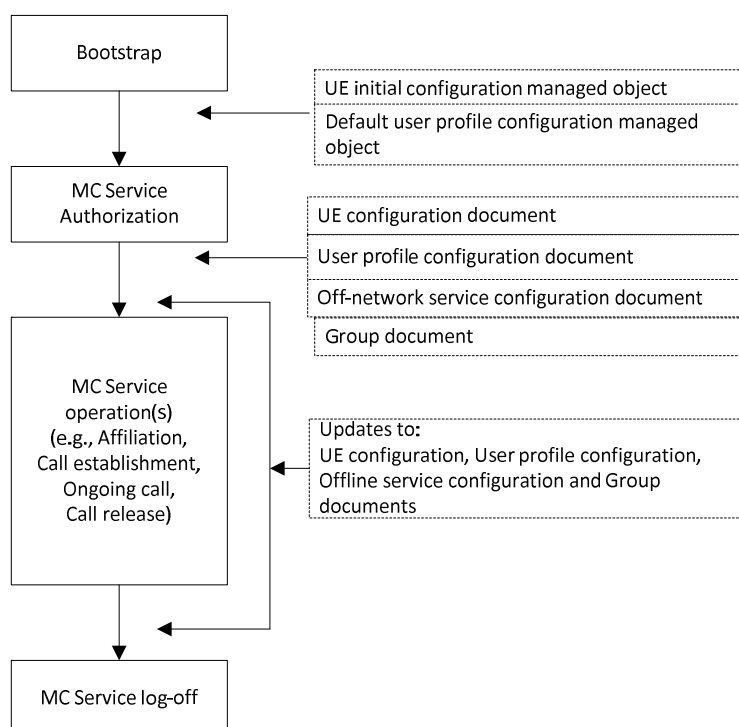 Bootstrap
UE initial configuration managed object
Default user profile configuration managed
object
MC Service
Authorization
UE configuration document
User profile configuration document
Off-network service configuration document
Group document
MC Service
operation(s)
(e.g., Affiliation,
Call establishment,
Ongoing call,
Call release)
Updates to:
UE configuration, User profile configuration,
Offline service configuration and Group
documents
MC Service log-off